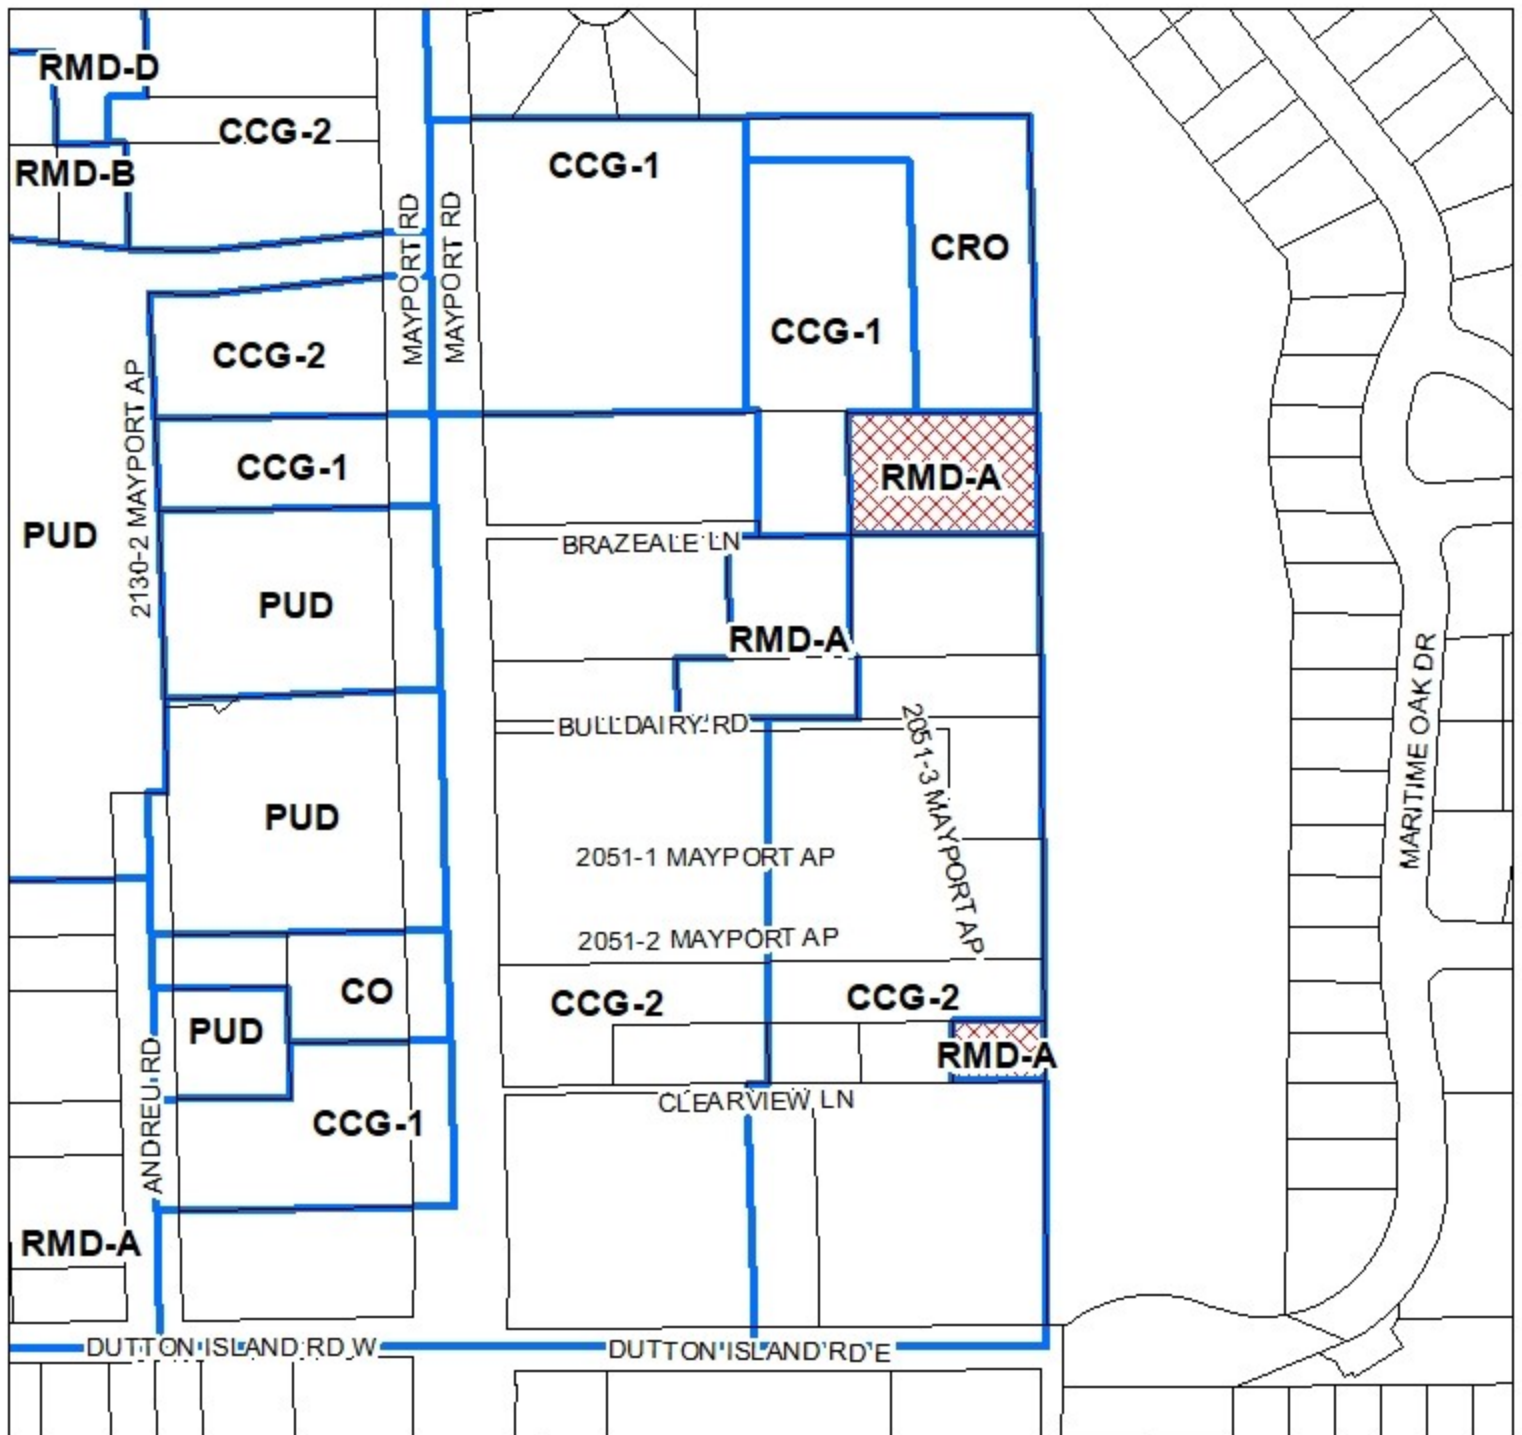 RMD-D
CCG-2
CCG-1
RMD-B
MAYPORT RD
MAYPORT RD
CRO
CCG-1
CCG-2
2130-2 MAYPORT AP
CCG-1
RMD-A
PUD
BRAZEALE LN
PUD
RMD-A
BULLDAIRY RD
2051-3 MAYPORT AP
MARITIME OAK DR
PUD
2051-1 MAYPORT AP
2051-2 MAYPORT AP
CO
CCG-2
CCG-2
PUD
RMD-A
ANDREU RD
CLEARVIEW LN
CCG-1
RMD-A
DUTTON ISLAND RD W
DUTTON ISLAND RD E